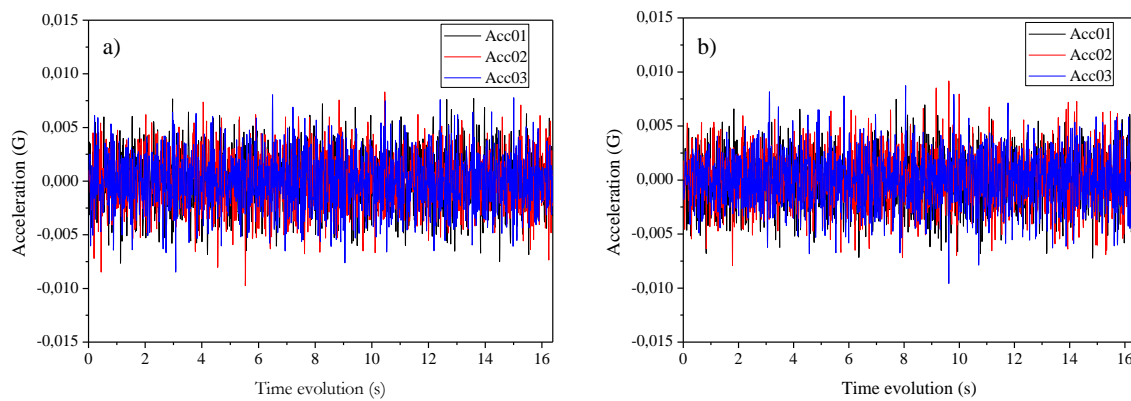 a)
Acc01
Acc02
Acc03
0,015
0,010
0,005
0,000
-0,005
-0,010
-0,015
Acceleration (G)
0 2 4 6 8 10 12 14 16
Time evolution (s)
b)
Acc01
Acc02
Acc03
0,015
0,010
0,005
0,000
-0,005
-0,010
-0,015
Acceleration (G)
0 2 4 6 8 10 12 14 16
Time evolution (s)